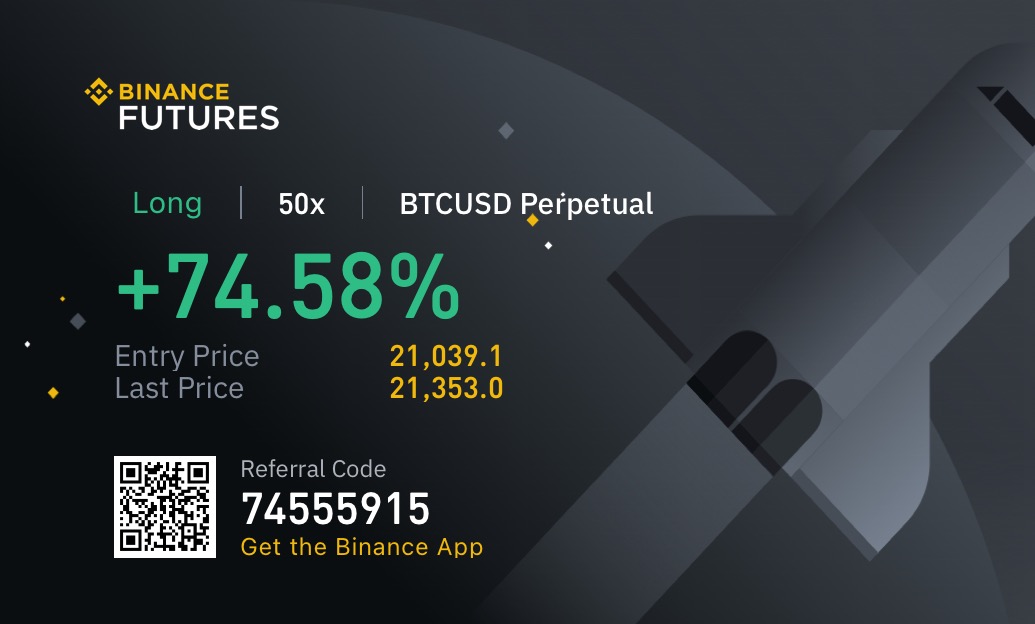 BINANCE
FUTURES
Long | 50x | BTCUSD Perpetual
+74.58%
Entry Price 21,039.1
Last Price 21,353.0
Referral Code
74555915
Get the Binance App